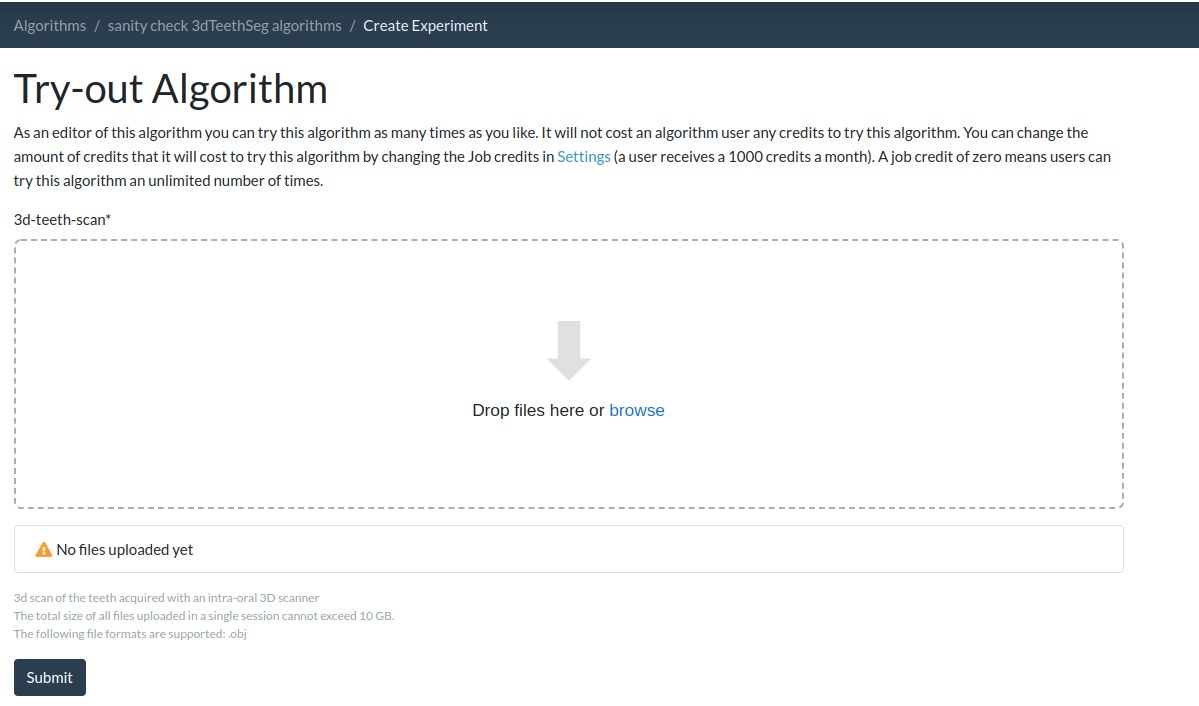 Algorithms / sanity check 3dTeethSeg algorithms / Create Experiment
Try-out Algorithm
As an editor of this algorithm you can try this algorithm as many times as you like. It will not cost an algorithm user any credits to try this algorithm. You can change the
amount of credits that it will cost to try this algorithm by changing the Job credits in Settings (a user receives a 1000 credits a month). A job credit of zero means users can
try this algorithm an unlimited number of times.
3d-teeth-scan*
Drop files here or browse
No files uploaded yet
3d scan of the teeth acquired with an intra-oral 3D scanner
The total size of all files uploaded in a single session cannot exceed 10 GB.
The following file formats are supported: .obj
Submit